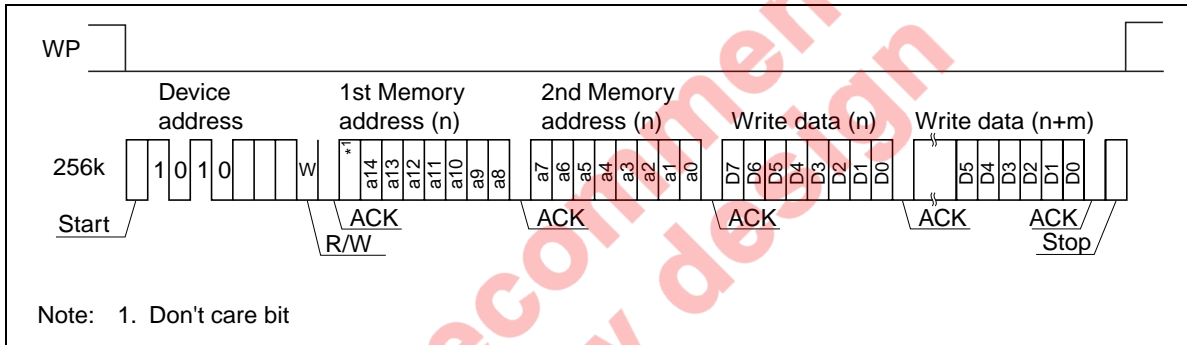 WP
Device address
1st Memory address (n)
2nd Memory address (n)
Write data (n)
Write data (n+m)
256k
1 0 1 0 W
*1 a14 a13 a12 a11 a10 a9 a8
a7 a6 a5 a4 a3 a2 a1 a0
D7 D6 D5 D4 D3 D2 D1 D0
D5 D4 D3 D2 D1 D0
Start
R/W
ACK
ACK
ACK
ACK
ACK
Stop
Note: 1. Don't care bit
ecommen
design